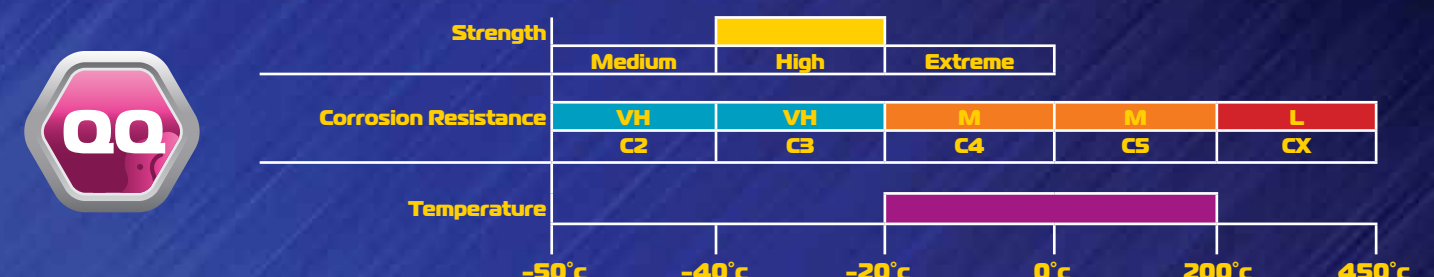 QQ
Strength
Medium High Extreme
Corrosion Resistance VH VH M M L
C2 C3 C4 C5 CX
Temperature
-50°c -40°c -20°c 0°c 200°c 450°c